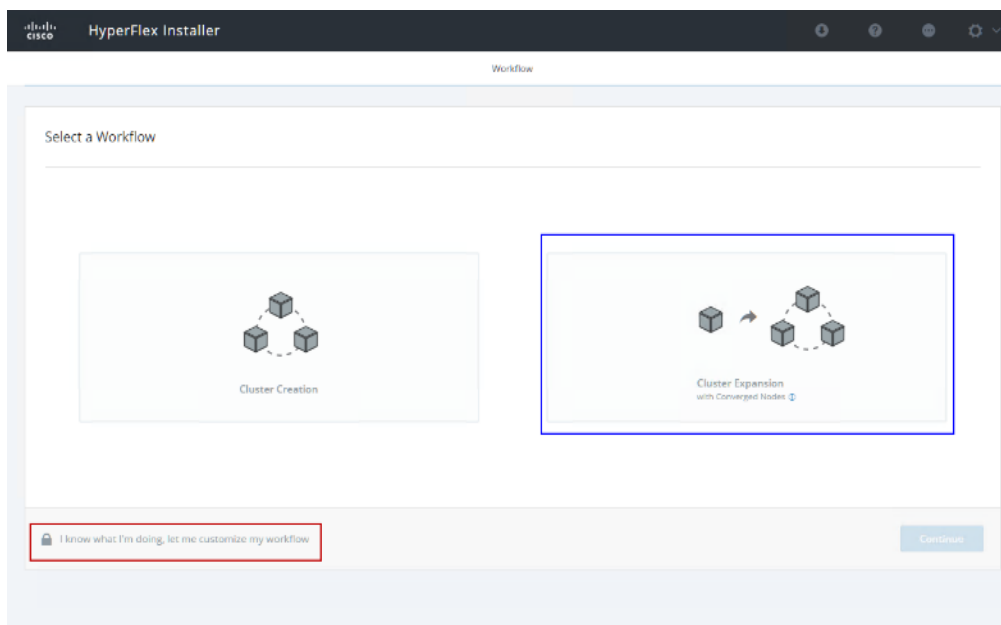 cisco
HyperFlex Installer
Workflow
Select a Workflow
Cluster Creation
Cluster Expansion
with Converged Nodes
I know what I'm doing, let me customize my workflow
Continue